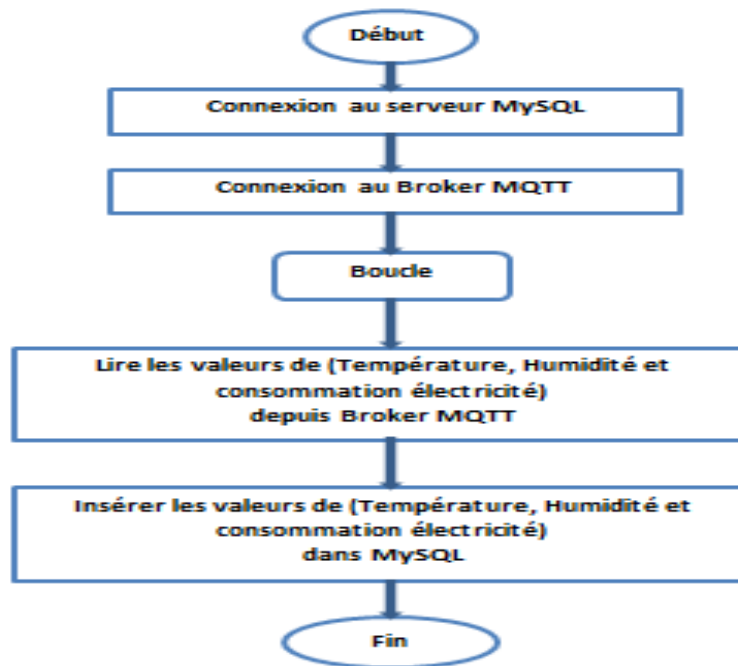 Début
Connexion au serveur MySQL
Connexion au Broker MQTT
Boucle
Lire les valeurs de (Température, Humidité et
consommation électricité)
depuis Broker MQTT
Insérer les valeurs de (Température, Humidité et
consommation électricité)
dans MySQL
Fin